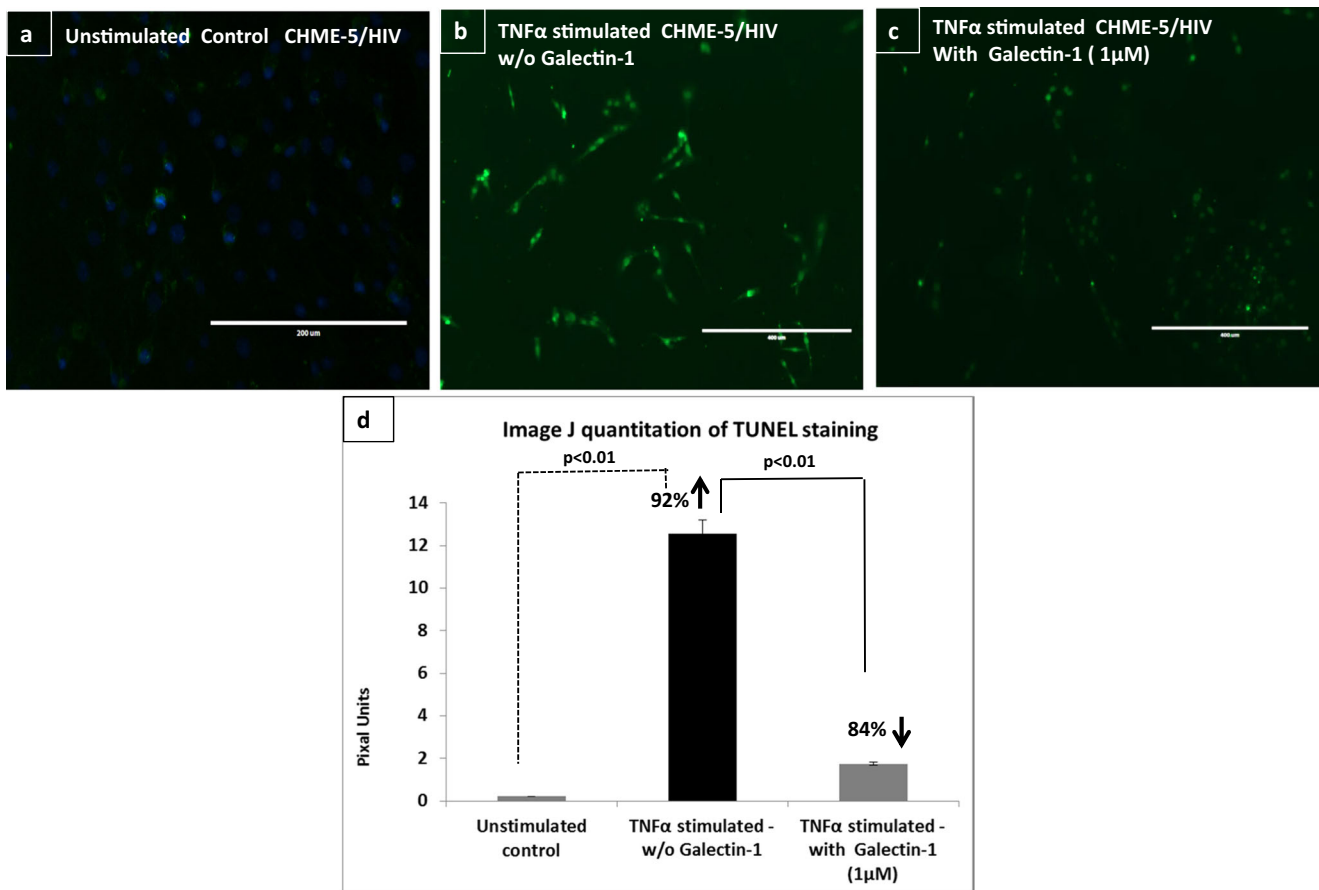 a
Unstimulated Control CHME-5/HIV
200 um
b
TNFα stimulated CHME-5/HIV
w/o Galectin-1
400 um
c
TNFα stimulated CHME-5/HIV
With Galectin-1 ( 1µM)
400 um
d
Image J quantitation of TUNEL staining
p<0.01
p<0.01
92%
84%
Pixal Units
14
12
10
8
6
4
2
0
Unstimulated
control
TNFα stimulated -
w/o Galectin-1
TNFα stimulated -
with Galectin-1
(1µM)